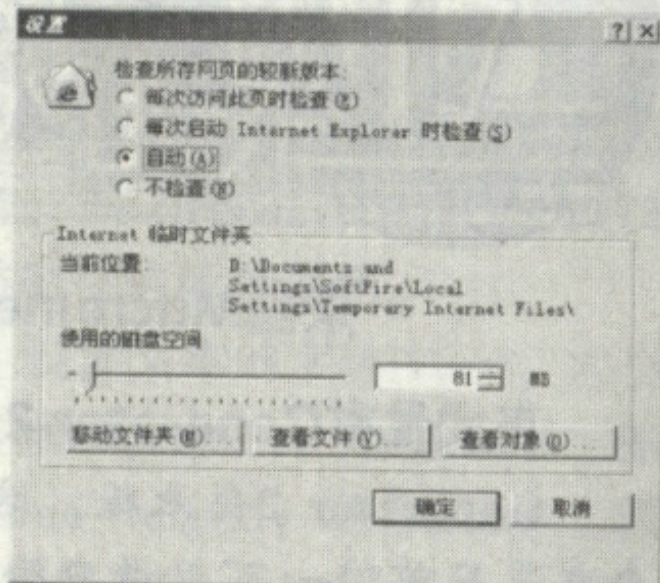 设置
检查所存网页的较新版本:
每次访问此页时检查(E)
每次启动 Internet Explorer 时检查(S)
自动(A)
不检查(N)
Internet 临时文件夹
当前位置:
D:\Documents and
Settings\SoftFire\Local
Settings\Temporary Internet Files\
使用的磁盘空间
81 MB
移动文件夹(M)...
查看文件(V)...
查看对象(O)...
确定
取消